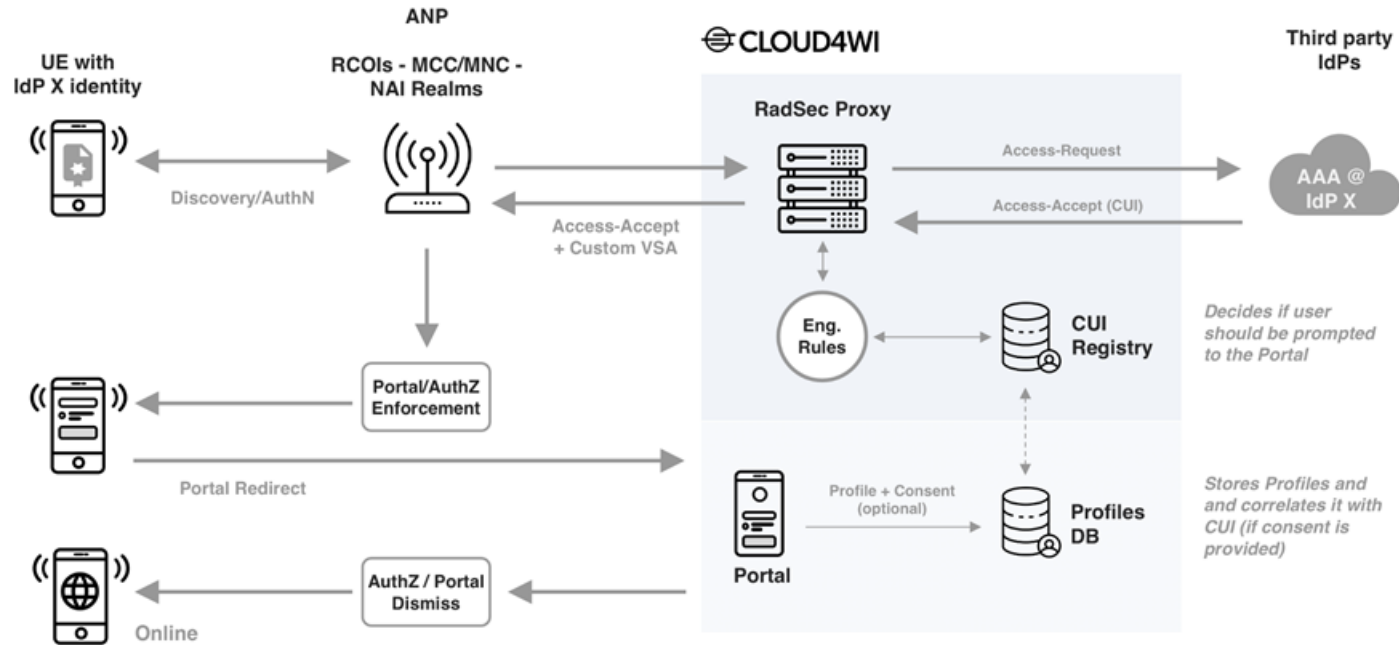 ANP
CLOUD4WI
UE with
IdP X identity
RCOIs - MCC/MNC -
NAI Realms
Third party
IdPs
RadSec Proxy
Discovery/AuthN
Access-Request
Access-Accept (CUI)
AAA @
IdP X
Access-Accept
+ Custom VSA
Eng.
Rules
CUI
Registry
Decides if user
should be prompted
to the Portal
Portal/AuthZ
Enforcement
Portal Redirect
Profile + Consent
(optional)
Profiles
DB
Stores Profiles and
and correlates it with
CUI (if consent is
provided)
Portal
AuthZ / Portal
Dismiss
Online